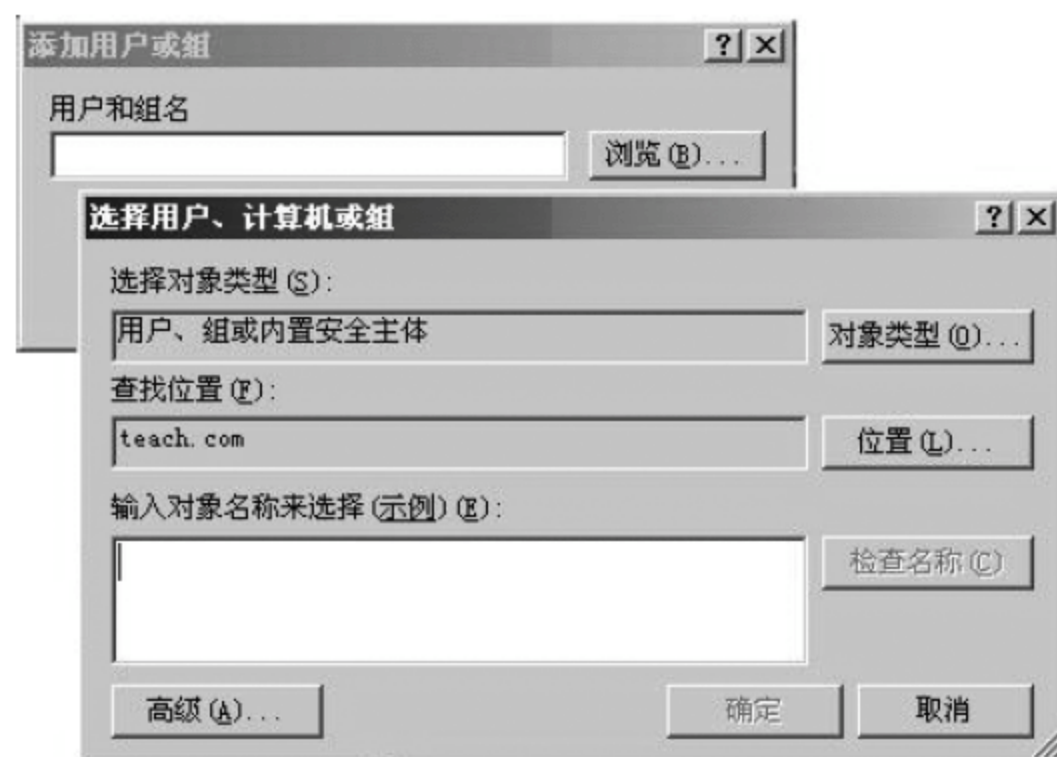 添加用户或组
用户和组名
浏览(B)...
选择用户、计算机或组
选择对象类型(S):
用户、组或内置安全主体
对象类型(O)...
查找位置(F):
teach.com
位置(L)...
输入对象名称来选择(示例)(E):
检查名称(C)
高级(A)...
确定
取消